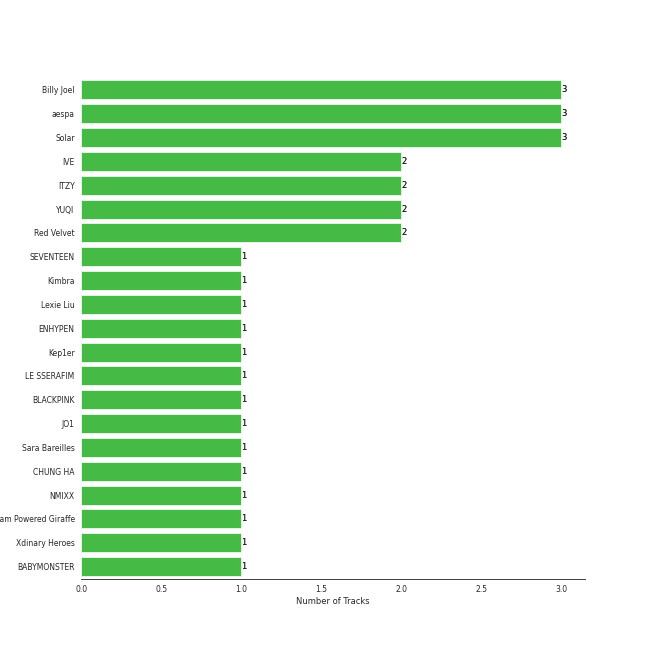 Billy Joel 3
aespa 3
Solar 3
IVE 2
ITZY 2
YUQI 2
Red Velvet 2
SEVENTEEN 1
Kimbra 1
Lexie Liu 1
ENHYPEN 1
Kep1er 1
LE SSERAFIM 1
BLACKPINK 1
JO1 1
Sara Bareilles 1
CHUNG HA 1
NMIXX 1
am Powered Giraffe 1
Xdinary Heroes 1
BABYMONSTER 1
0.0 0.5 1.0 1.5 2.0 2.5 3.0
Number of Tracks